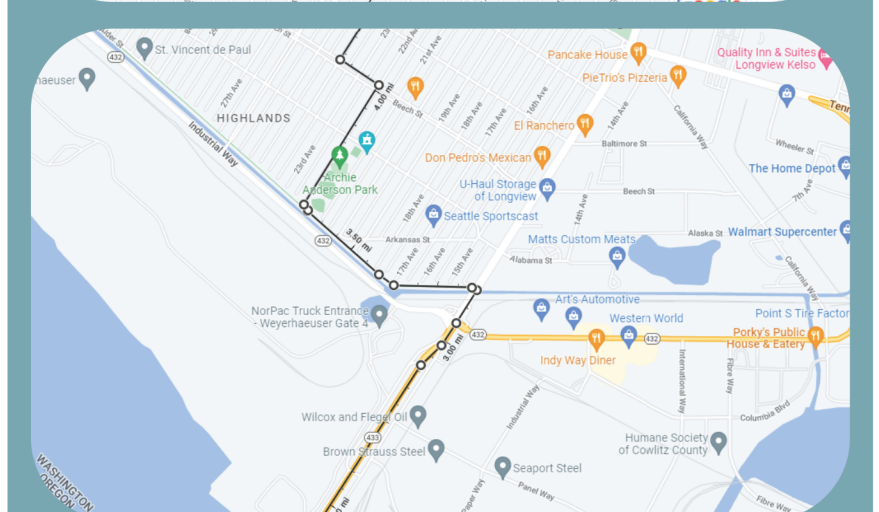 432
St. Vincent de Paul
22nd Ave
21st Ave
Pancake House
Quality Inn & Suites
Longview Kelso
PieTrio's Pizzeria
4.00 mi
Beech St
27th Ave
HIGHLANDS
19th Ave
18th Ave
17th Ave
16th Ave
14th Ave
California Way
El Ranchero
Industrial Way
23rd Ave
Don Pedro's Mexican
Baltimore St
Wheeler St
The Home Depot
Archie
Anderson Park
U-Haul Storage
of Longview
Beech St
7th Ave
18th Ave
Seattle Sportscast
14th Ave
432
3.50 mi
Arkansas St
Matts Custom Meats
Alaska St
Walmart Supercenter
17th Ave
16th Ave
15th Ave
Alabama St
California Way
NorPac Truck Entrance
- Weyerhaeuser Gate 4
Art's Automotive
Western World
Point S Tire Factor
432
432
Porky's Public
House & Eatery
3.00 mi
Indy Way Diner
International Way
Fibre Way
Industrial Way
Columbia Blvd
Wilcox and Flegel Oil
433
Brown Strauss Steel
Humane Society
of Cowlitz County
Seaport Steel
WASHINGTON
OREGON
Panel Way
Fibre Way